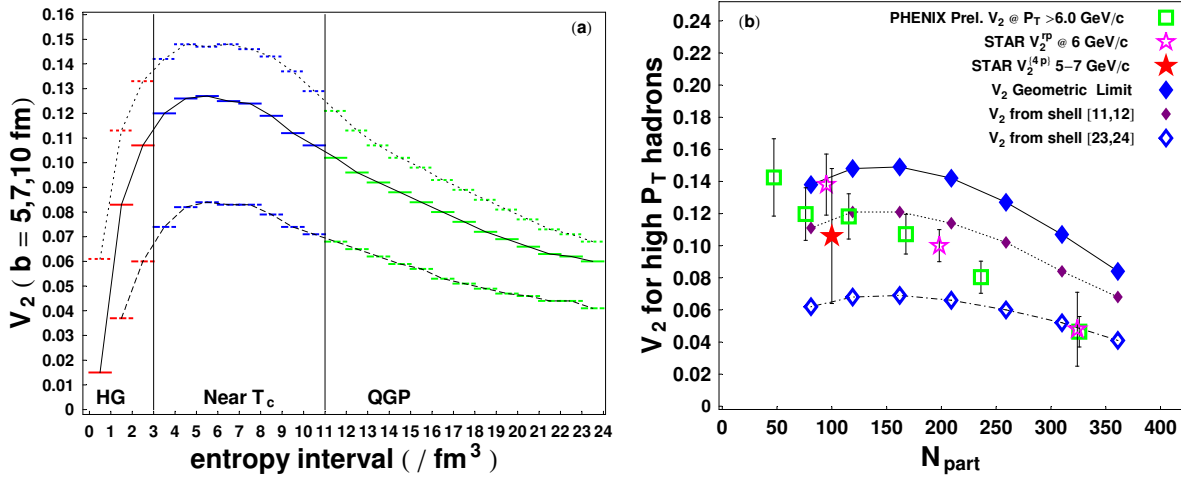 (a)
V2 ( b = 5,7,10 fm)
0.16
0.15
0.14
0.13
0.12
0.11
0.10
0.09
0.08
0.07
0.06
0.05
0.04
0.03
0.02
0.01
0
HG
Near Tc
QGP
0 1 2 3 4 5 6 7 8 9 10 11 12 13 14 15 16 17 18 19 20 21 22 23 24
entropy interval ( / fm³ )
(b)
PHENIX Prel. V2 @ PT >6.0 GeV/c
STAR V2^rp @ 6 GeV/c
STAR V2^(4p) 5-7 GeV/c
V2 Geometric Limit
V2 from shell [11,12]
V2 from shell [23,24]
V2 for high PT hadrons
0.24
0.22
0.20
0.18
0.16
0.14
0.12
0.10
0.08
0.06
0.04
0.02
0.00
0 50 100 150 200 250 300 350 400
Npart